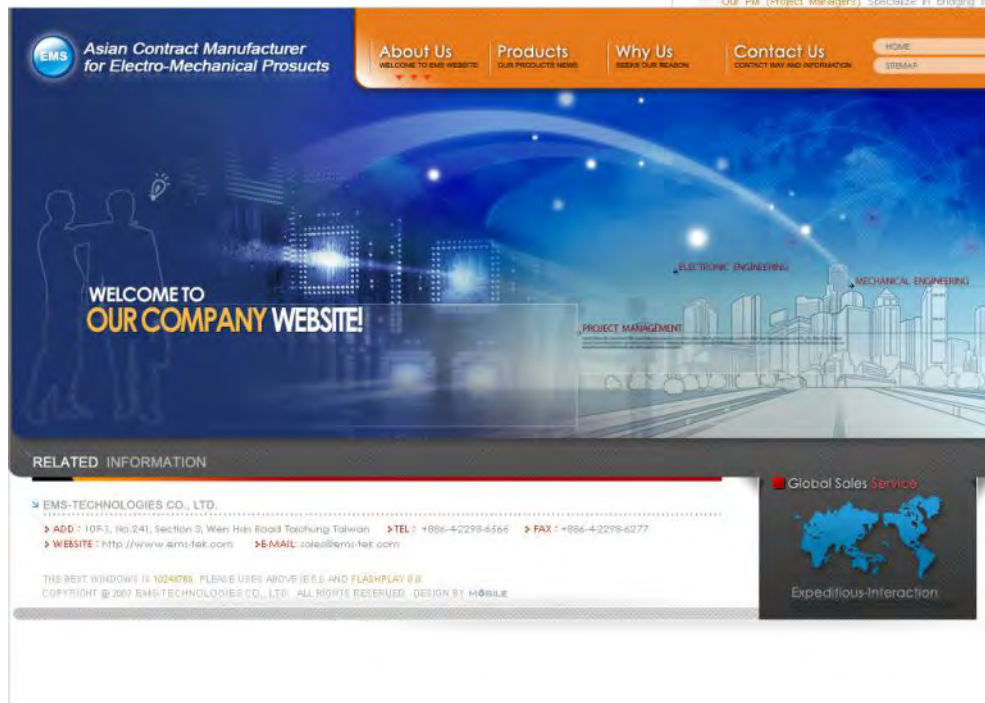 Our PM (Project Managers) Specialize in bridging
EMS
Asian Contract Manufacturer
for Electro-Mechanical Prosucts
About Us
WELCOME TO EMS WEBSITE
Products
OUR PRODUCTS NEWS
Why Us
SEEKS OUR REASON
Contact Us
CONTACT WAY AND INFORMATION
HOME
SITEMAP
ELECTRONIC ENGINEERING
MECHANICAL ENGINEERING
WELCOME TO
OUR COMPANY WEBSITE!
PROJECT MANAGEMENT
RELATED INFORMATION
Global Sales Service
EMS-TECHNOLOGIES CO., LTD.
ADD : 10F-1, No.241, Section 3, Wen Hsin Road Taichung Taiwan TEL : +886-4-2298-6566 FAX : +886-4-2298-6277
WEBSITE : http://www.ems-tek.com E-MAIL: sales@ems-tek.com
THE BEST WINDOWS IS 1024X768. PLEASE USES ABOVE IE 6.0 AND FLASHPLAY 8.0
COPYRIGHT @ 2007 EMS-TECHNOLOGIES CO., LTD. ALL RIGHTS RESERUED. DESIGN BY MOBILE
Expeditious-Interaction